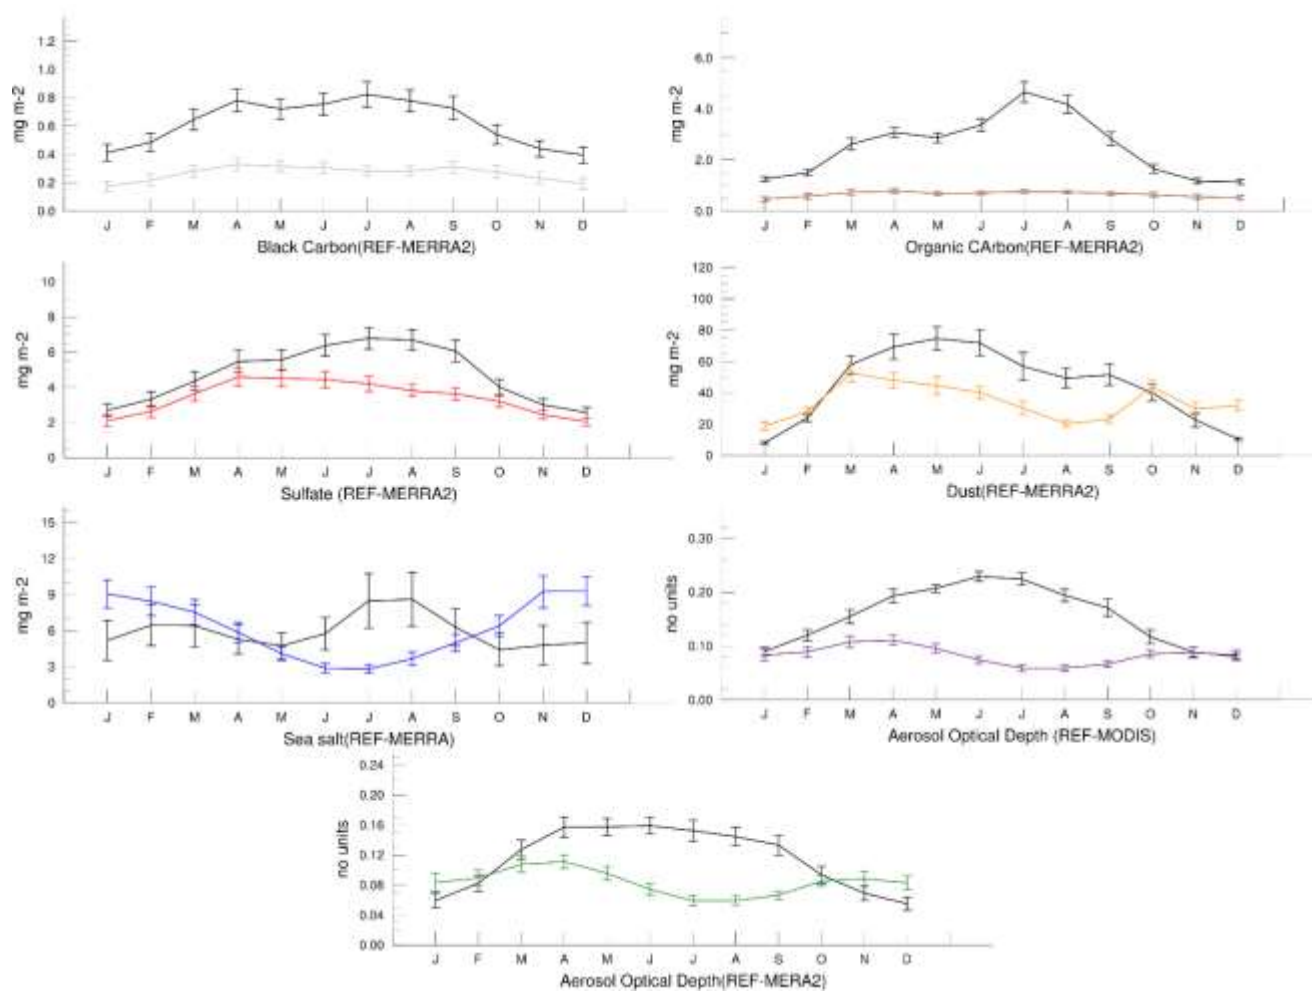 1.2
1.0
0.8
0.6
0.4
0.2
0.0
mg m-2
J F M A M J J A S O N D
Black Carbon(REF-MERRA2)
6.0
4.0
2.0
0.0
mg m-2
J F M A M J J A S O N D
Organic CArbon(REF-MERRA2)
10
8
6
4
2
0
mg m-2
J F M A M J J A S O N D
Sulfate (REF-MERRA2)
120
100
80
60
40
20
0
mg m-2
J F M A M J J A S O N D
Dust(REF-MERRA2)
15
12
9
6
3
0
mg m-2
J F M A M J J A S O N D
Sea salt(REF-MERRA)
0.30
0.20
0.10
0.00
no units
J F M A M J J A S O N D
Aerosol Optical Depth (REF-MODIS)
0.24
0.20
0.16
0.12
0.08
0.04
0.00
no units
J F M A M J J A S O N D
Aerosol Optical Depth(REF-MERA2)